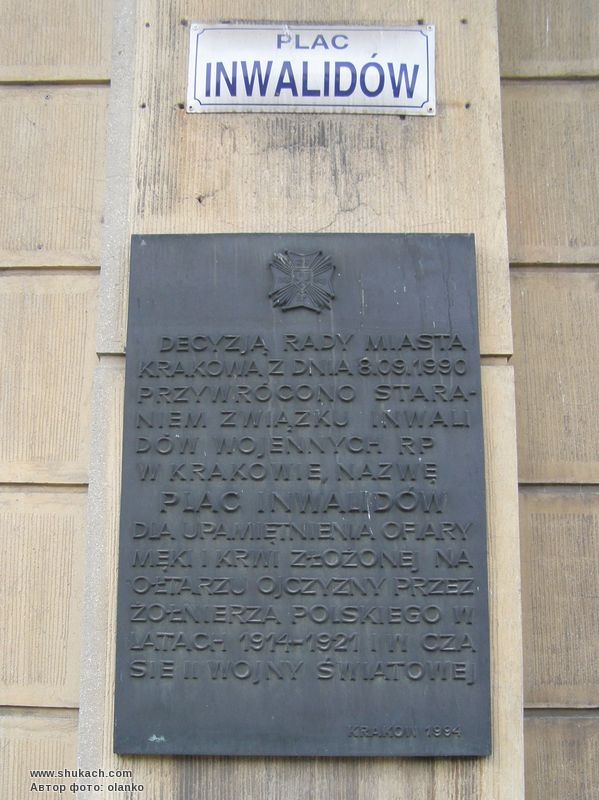 PLAC
INWALIDÓW
DECYZJĄ RADY MIASTA
KRAKOWA Z DNIA 8.09.1990
PRZYWRÓCONO STARA-
NIEM ZWIĄZKU INWALI
DÓW WOJENNYCH RP
W KRAKOWIE, NAZWĘ
PLAC INWALIDÓW
DLA UPAMIĘTNIENIA OFIARY
MĘKI I KRWI ZŁOŻONEJ NA
OŁTARZU OJCZYZNY PRZEZ
ŻOŁNIERZA POLSKIEGO W
LATACH 1914-1921 I W CZA
SIE II WOJNY ŚWIATOWEJ
KRAKÓW 1994
www.shukach.com
Автор фото: olanko